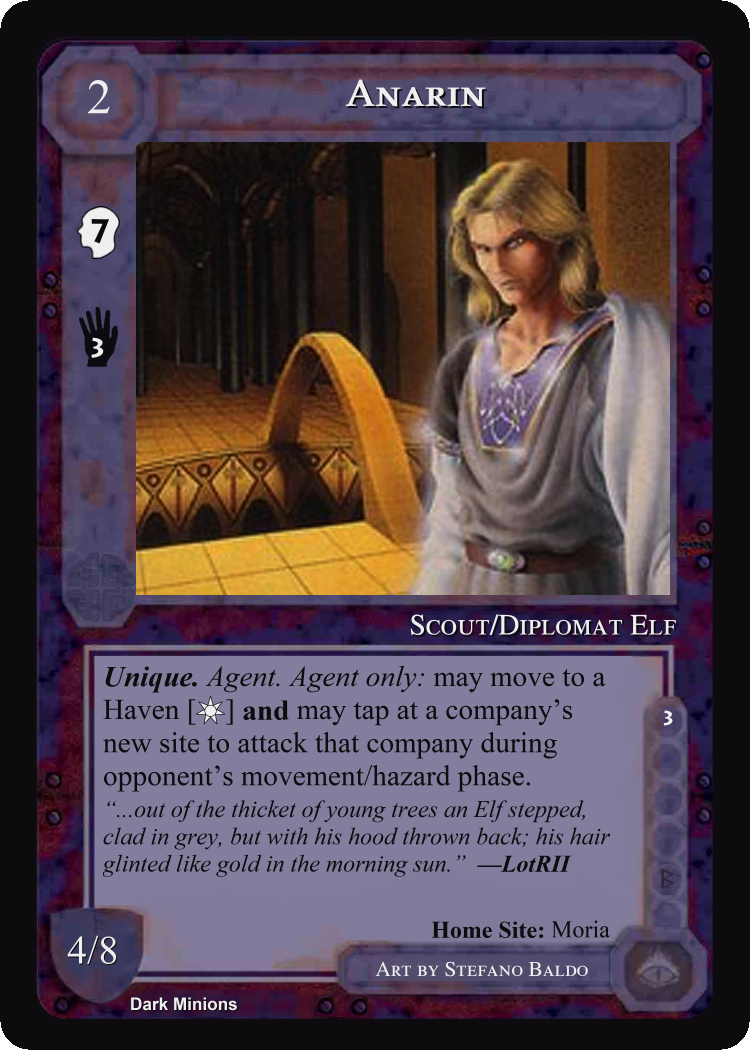 2
ANARIN
7
3
SCOUT/DIPLOMAT ELF
Unique. Agent. Agent only: may move to a
Haven [☀] and may tap at a company’s
new site to attack that company during
opponent’s movement/hazard phase.
“...out of the thicket of young trees an Elf stepped,
clad in grey, but with his hood thrown back; his hair
glinted like gold in the morning sun.” —LotRII
3
Home Site: Moria
4/8
ART BY STEFANO BALDO
Dark Minions